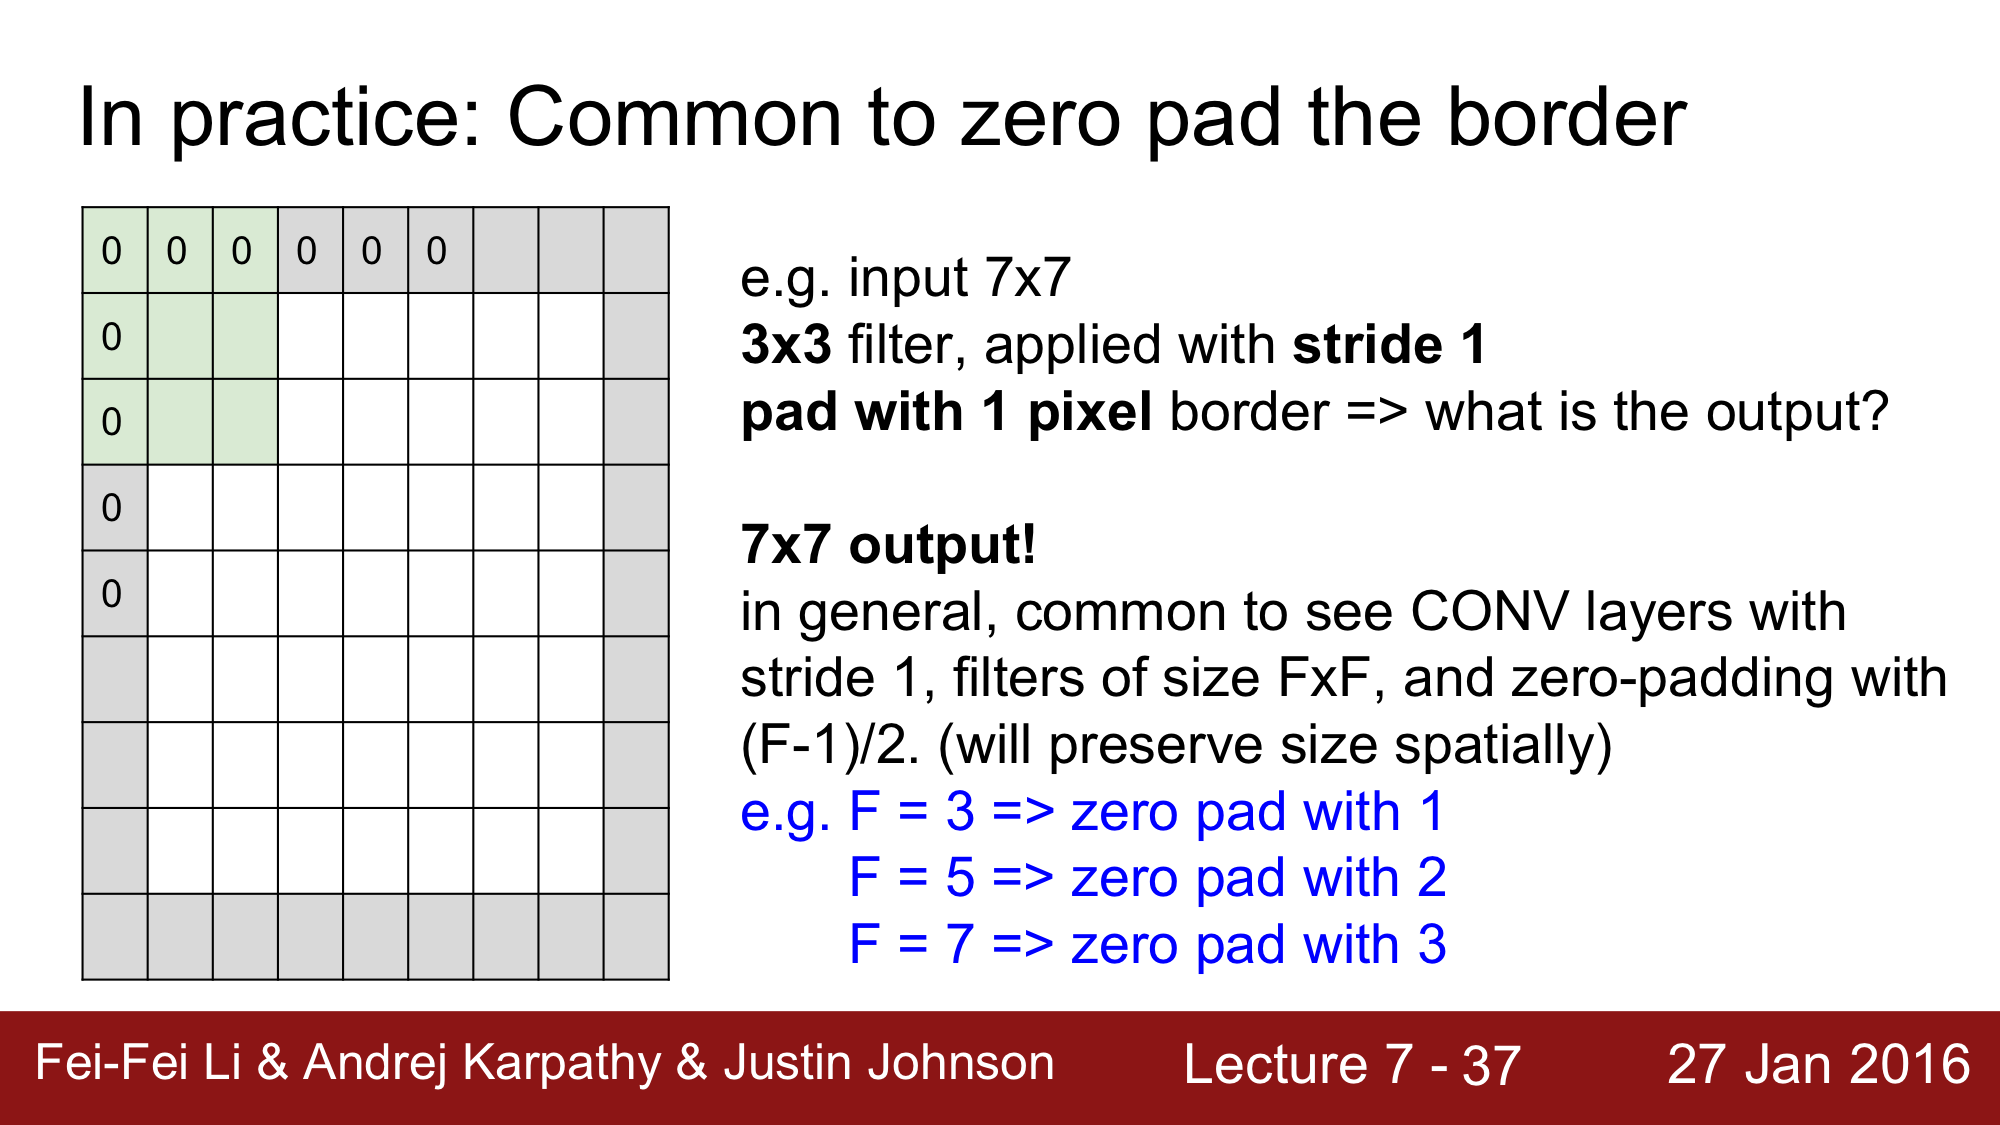 In practice: Common to zero pad the border
0 0 0 0 0 0
0
0
0
0
e.g. input 7x7
3x3 filter, applied with stride 1
pad with 1 pixel border => what is the output?
7x7 output!
in general, common to see CONV layers with
stride 1, filters of size FxF, and zero-padding with
(F-1)/2. (will preserve size spatially)
e.g. F = 3 => zero pad with 1
F = 5 => zero pad with 2
F = 7 => zero pad with 3
Fei-Fei Li & Andrej Karpathy & Justin Johnson Lecture 7 - 37 27 Jan 2016